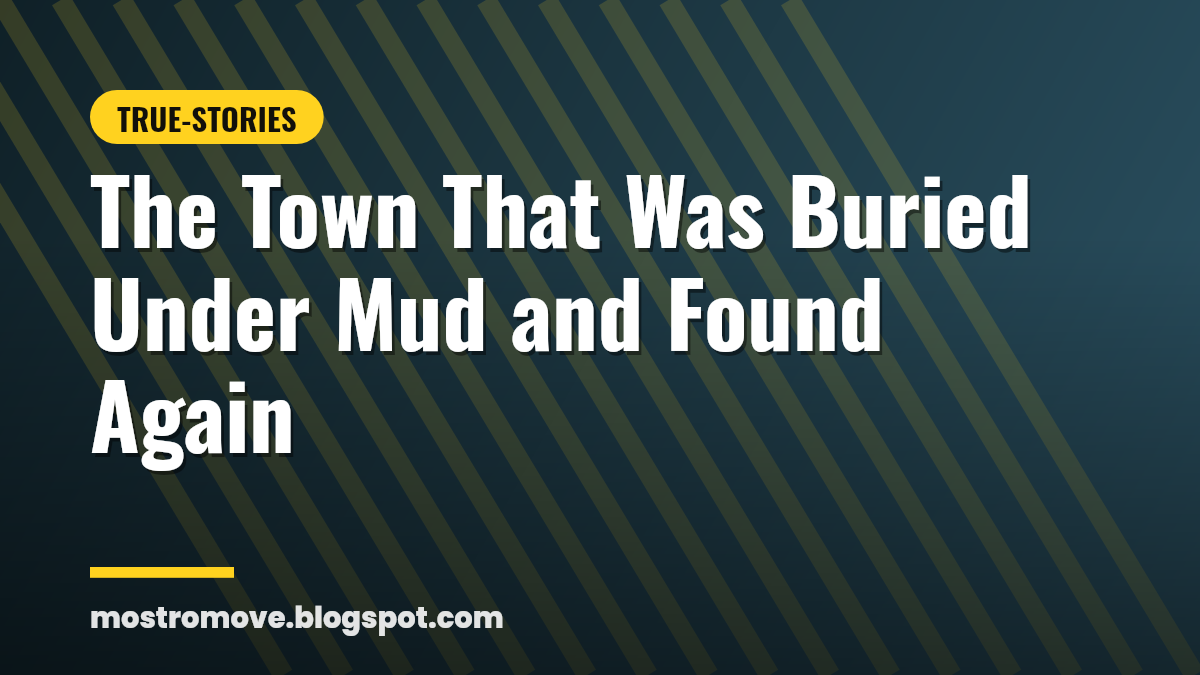 TRUE-STORIES
The Town That Was Buried
Under Mud and Found
Again
mostromove.blogspot.com